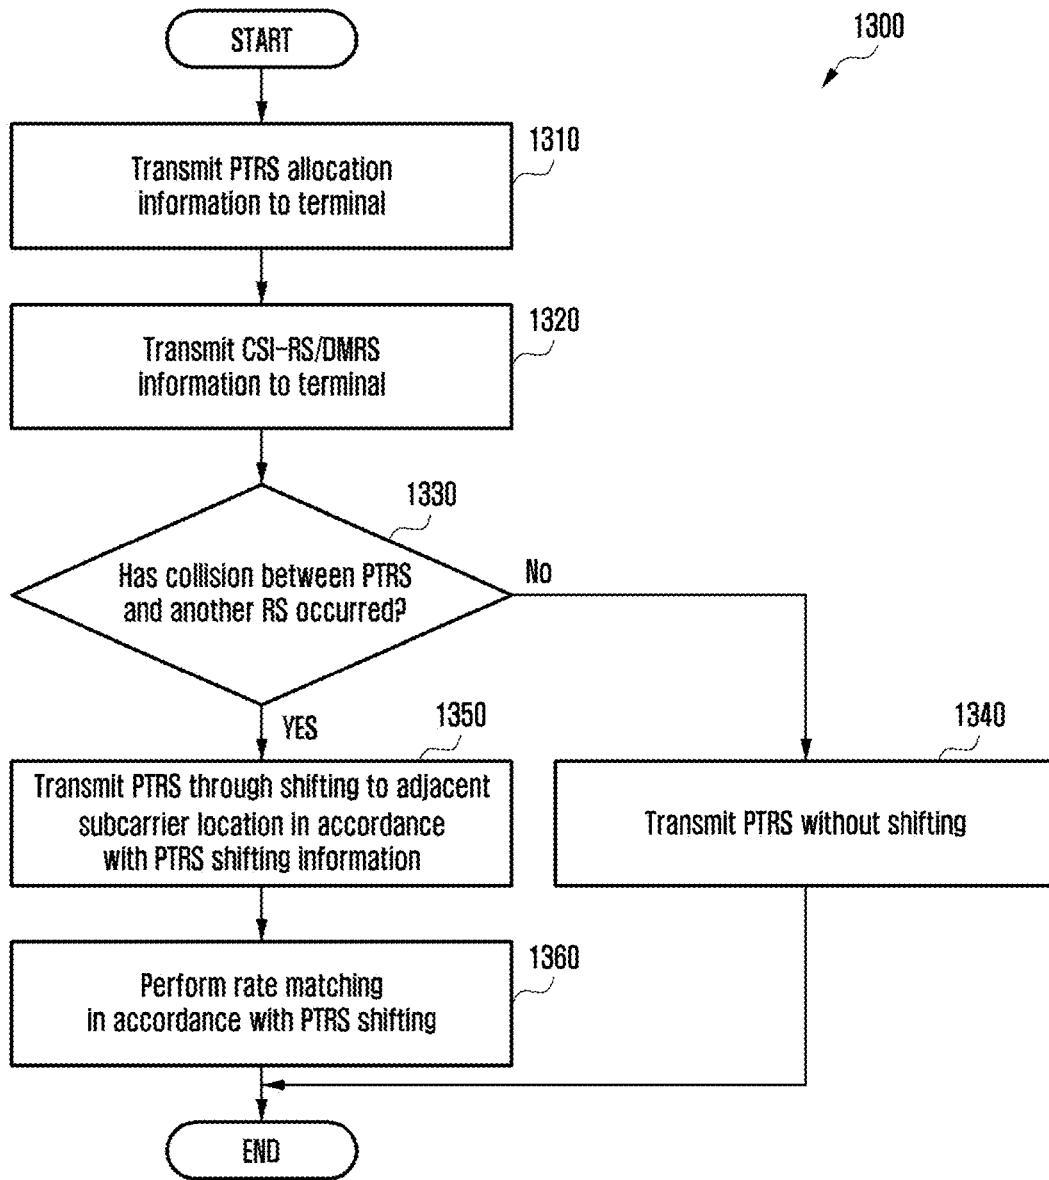 START
1300
1310
Transmit PTRS allocation
information to terminal
1320
Transmit CSI-RS/DMRS
information to terminal
1330
Has collision between PTRS
and another RS occurred?
No
YES
1350
Transmit PTRS through shifting to adjacent
subcarrier location in accordance
with PTRS shifting information
1340
Transmit PTRS without shifting
1360
Perform rate matching
in accordance with PTRS shifting
END